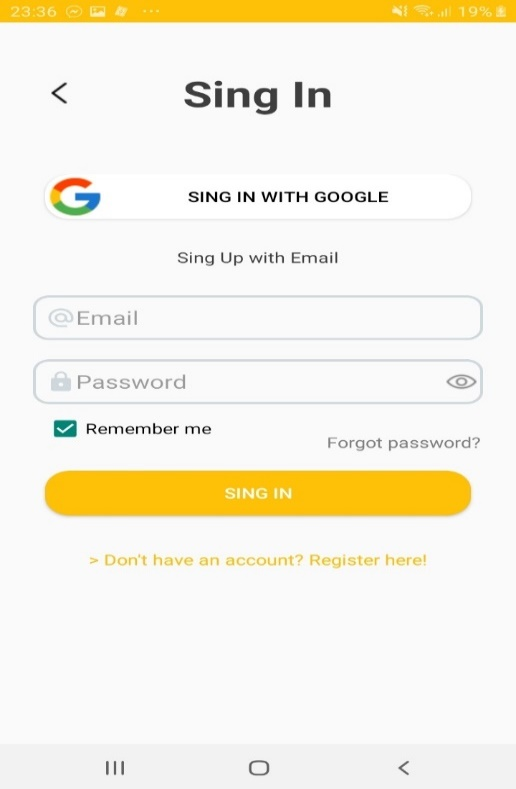 23:36
19%
Sing In
SING IN WITH GOOGLE
Sing Up with Email
@Email
Password
Remember me
Forgot password?
SING IN
> Don't have an account? Register here!